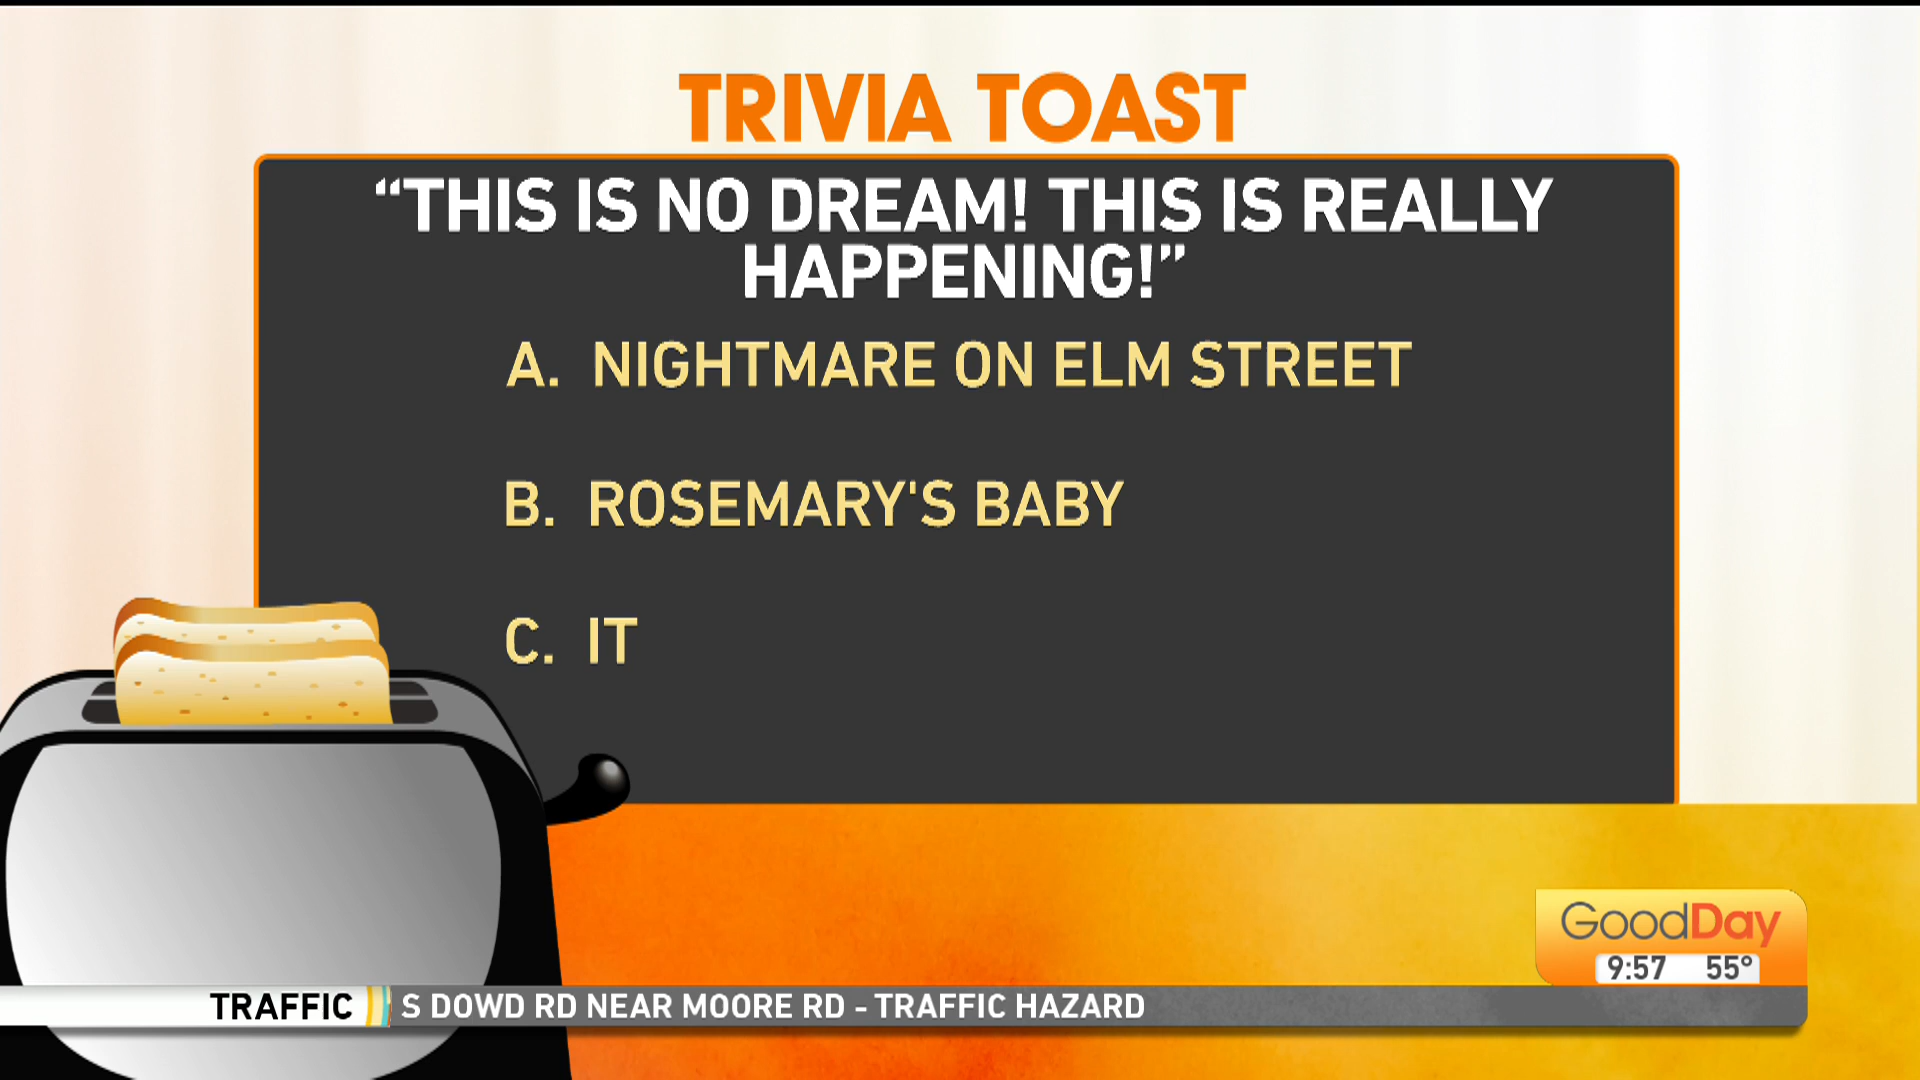 TRIVIA TOAST
“THIS IS NO DREAM! THIS IS REALLY
HAPPENING!”
A. NIGHTMARE ON ELM STREET
B. ROSEMARY'S BABY
C. IT
GoodDay
9:57 55°
TRAFFIC S DOWD RD NEAR MOORE RD - TRAFFIC HAZARD